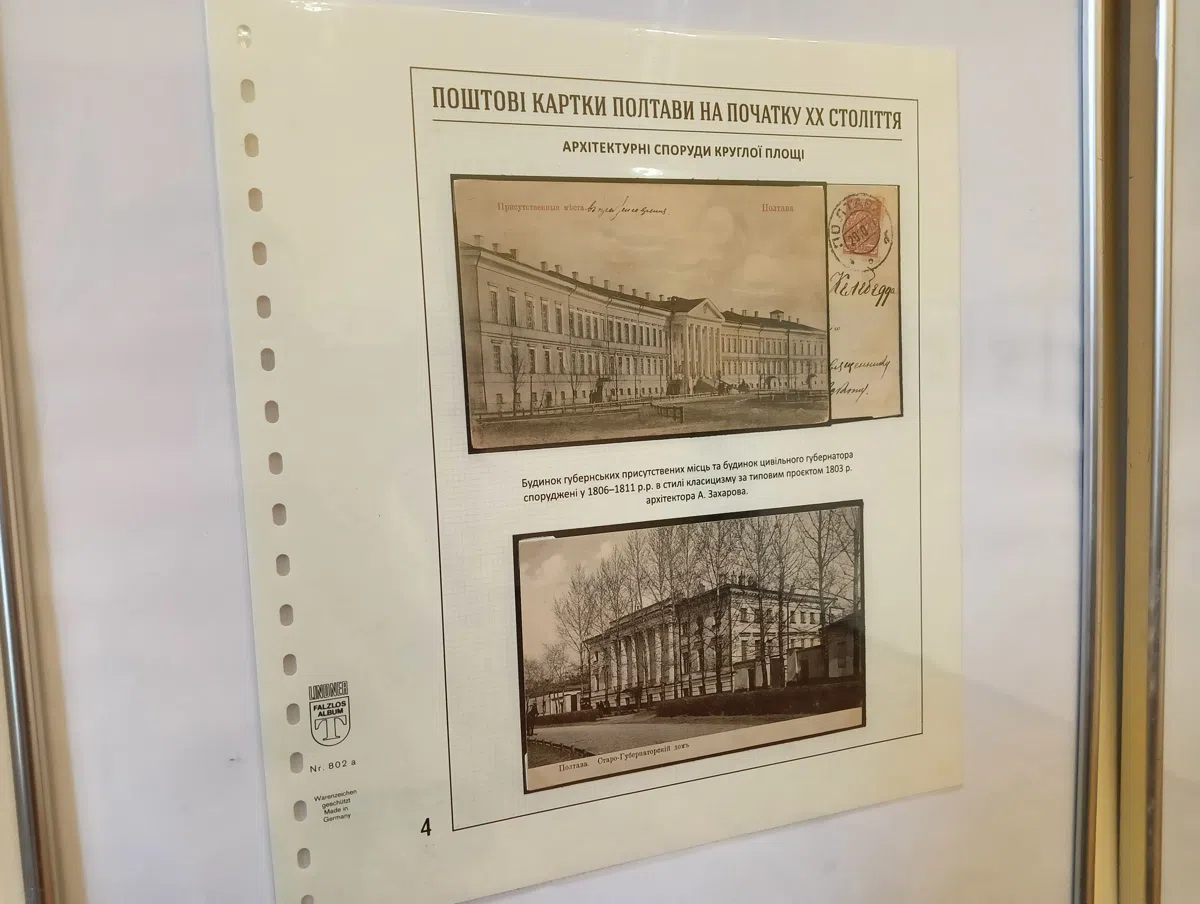 ПОШТОВІ КАРТКИ ПОЛТАВИ НА ПОЧАТКУ XX СТОЛІТТЯ
АРХІТЕКТУРНІ СПОРУДИ КРУГЛОЇ ПЛОЩІ
Присутственныя мѣста Полтава
ПОЛТАВА
Будинок губернських присутствених місць та будинок цивільного губернатора
споруджені у 1806–1811 р.р. в стилі класицизму за типовим проєктом 1803 р.
архітектора А. Захарова.
Полтава. Старо-Губернаторскій домъ
LINDNER
FALZLOS
ALBUM
T
Nr. 802 a
Warenzeichen
geschützt
Made in
Germany
4